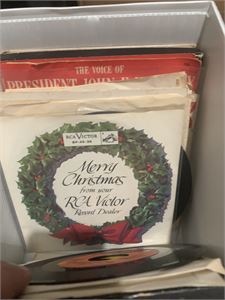 THE VOICE OF
PRESIDENT JOHN
RCA VICTOR
Merry
Christmas
from your
RCA Victor
Record Dealer